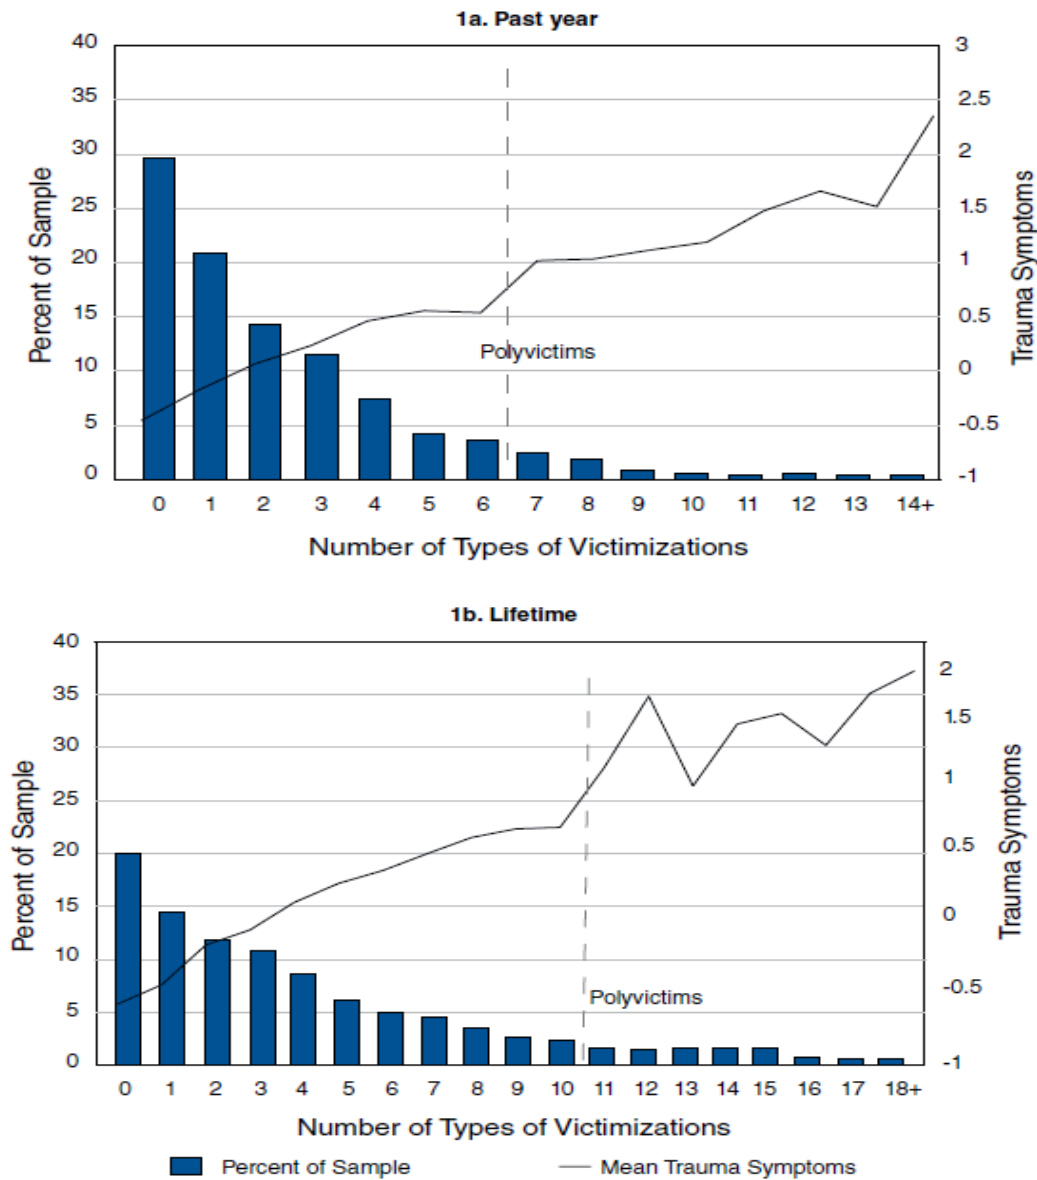 1a. Past year
40
35
30
25
20
15
10
5
0
Percent of Sample
3
2.5
2
1.5
1
0.5
0
-0.5
-1
Trauma Symptoms
Polyvictims
0 1 2 3 4 5 6 7 8 9 10 11 12 13 14+
Number of Types of Victimizations
1b. Lifetime
40
35
30
25
20
15
10
5
0
Percent of Sample
2
1.5
1
0.5
0
-0.5
-1
Trauma Symptoms
Polyvictims
0 1 2 3 4 5 6 7 8 9 10 11 12 13 14 15 16 17 18+
Number of Types of Victimizations
Percent of Sample
Mean Trauma Symptoms